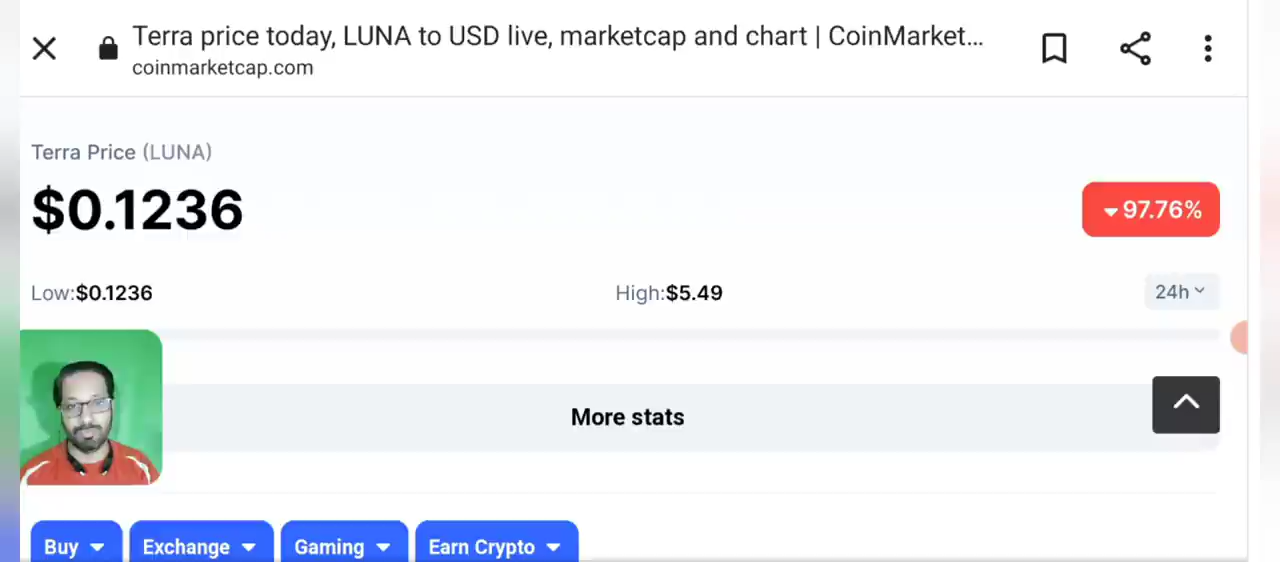 Terra price today, LUNA to USD live, marketcap and chart | CoinMarket...
coinmarketcap.com
Terra Price (LUNA)
$0.1236
97.76%
Low:$0.1236
High:$5.49
24h
More stats
Buy
Exchange
Gaming
Earn Crypto